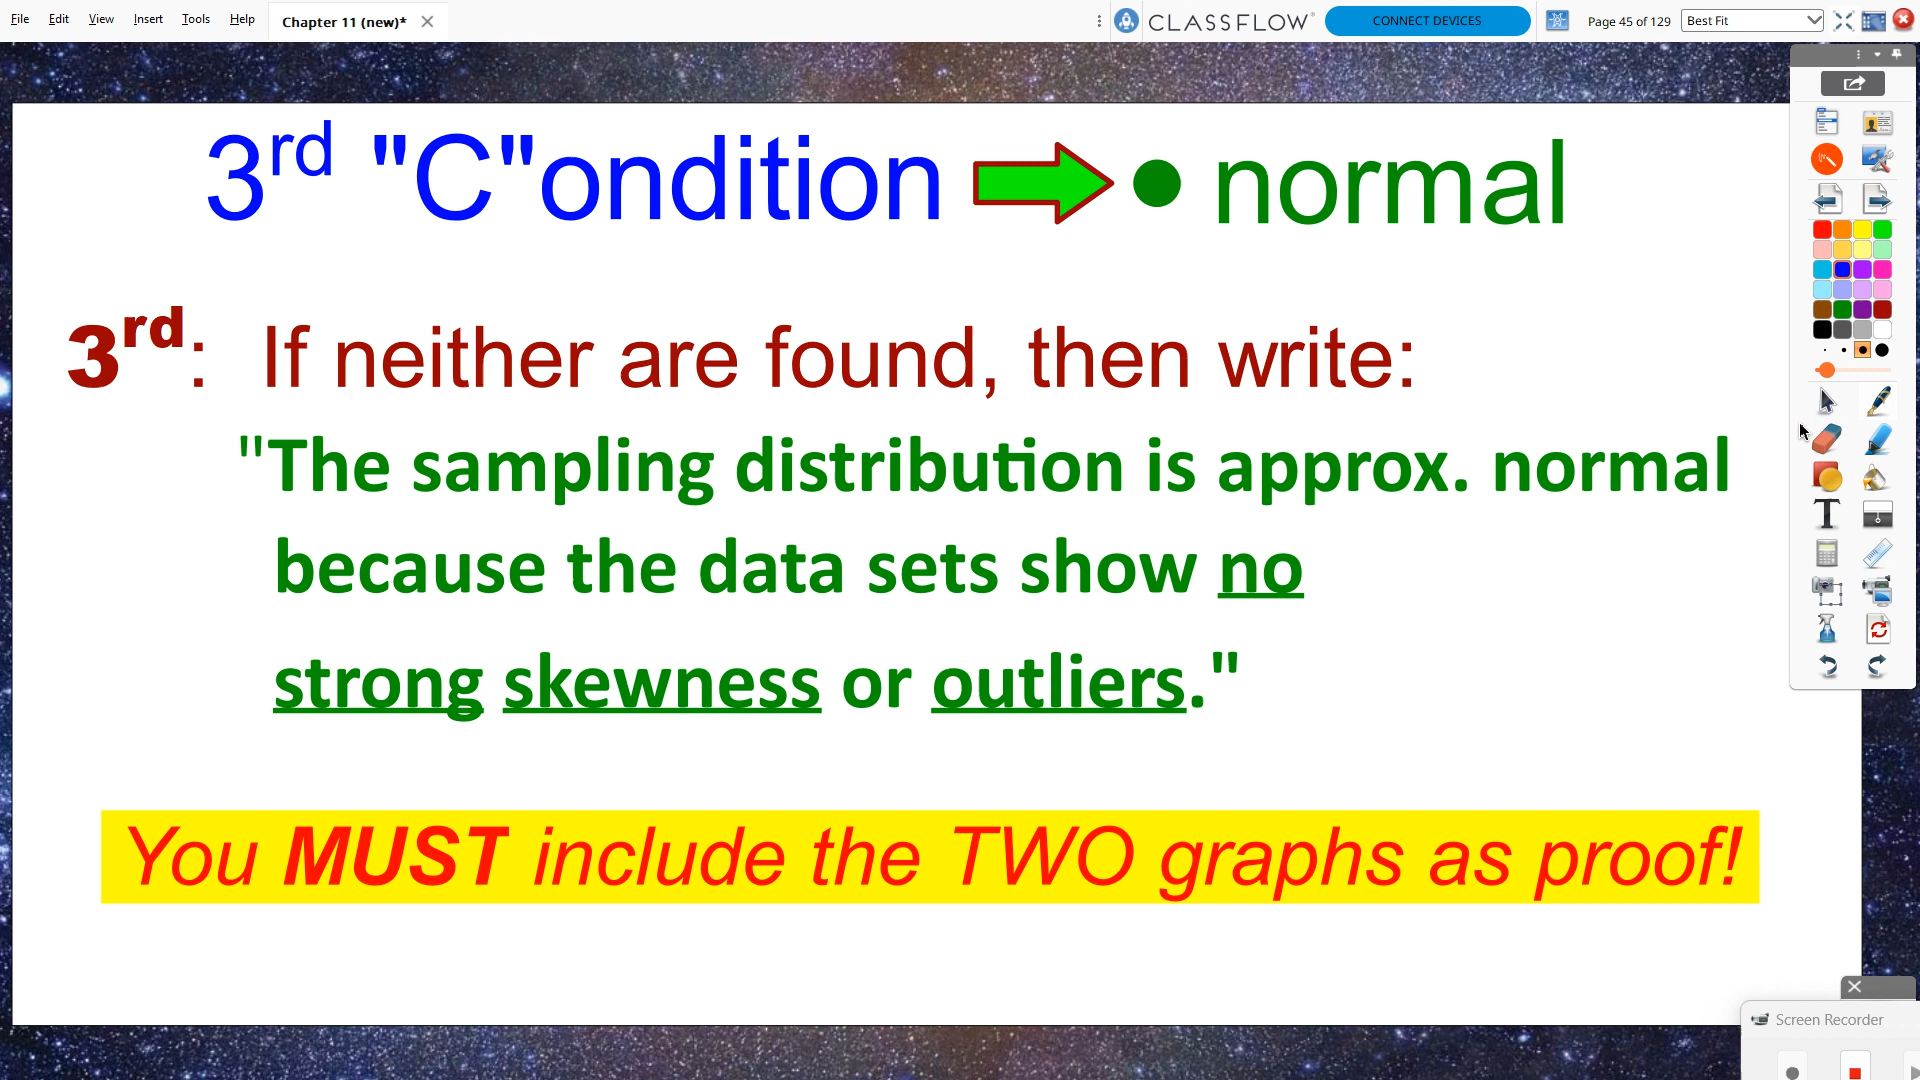 File Edit View Insert Tools Help Chapter 11 (new)* CLASSFLOW CONNECT DEVICES Page 45 of 129 Best Fit
3rd "C"ondition • normal
3rd: If neither are found, then write:
"The sampling distribution is approx. normal
because the data sets show no
strong skewness or outliers."
You MUST include the TWO graphs as proof!
Screen Recorder